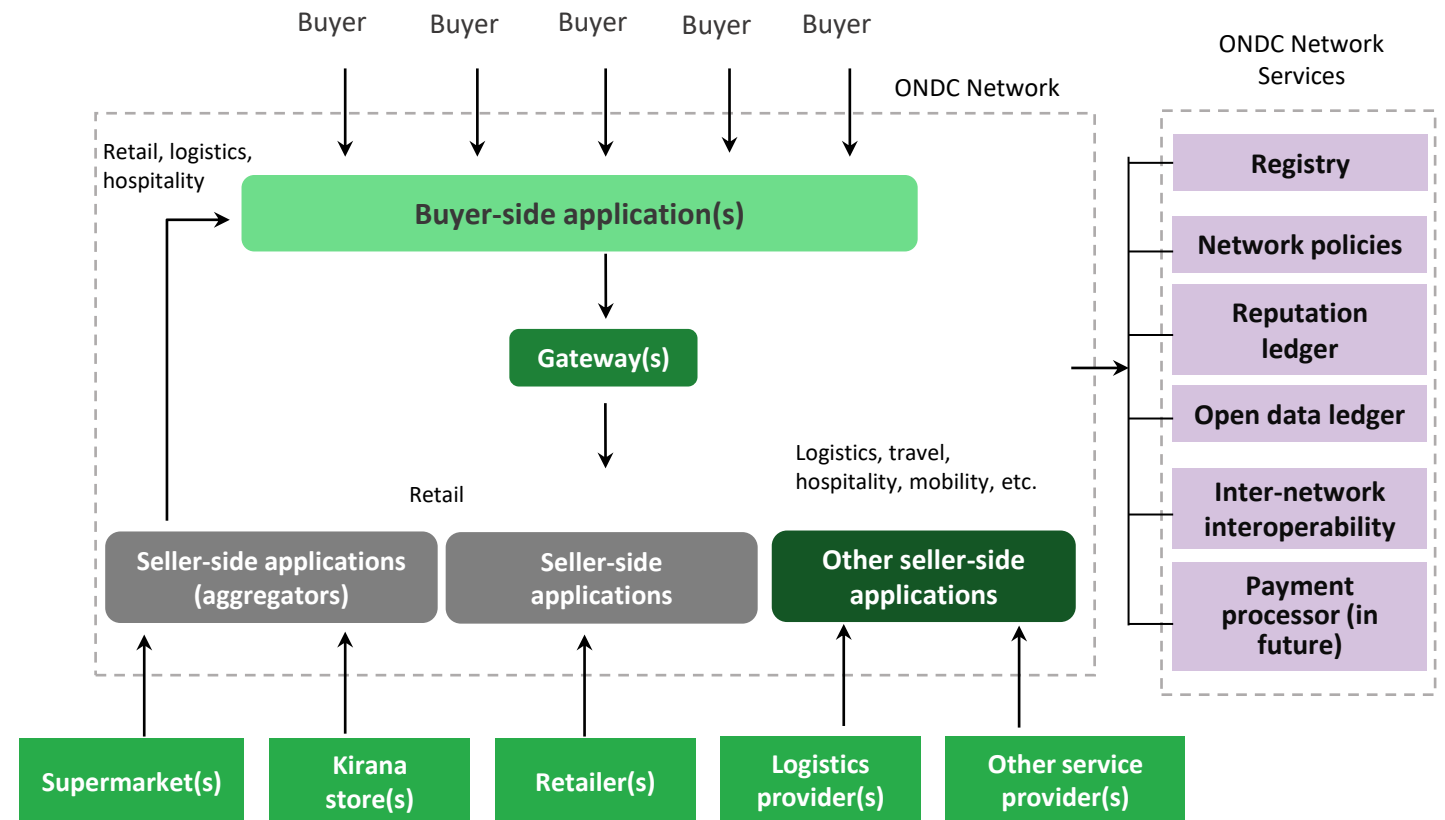 Buyer
Buyer
Buyer
Buyer
Buyer
ONDC Network
Services
ONDC Network
Retail, logistics,
hospitality
Buyer-side application(s)
Gateway(s)
Logistics, travel,
hospitality, mobility, etc.
Retail
Seller-side applications
(aggregators)
Seller-side
applications
Other seller-side
applications
Supermarket(s)
Kirana
store(s)
Retailer(s)
Logistics
provider(s)
Other service
provider(s)
Registry
Network policies
Reputation
ledger
Open data ledger
Inter-network
interoperability
Payment
processor (in
future)